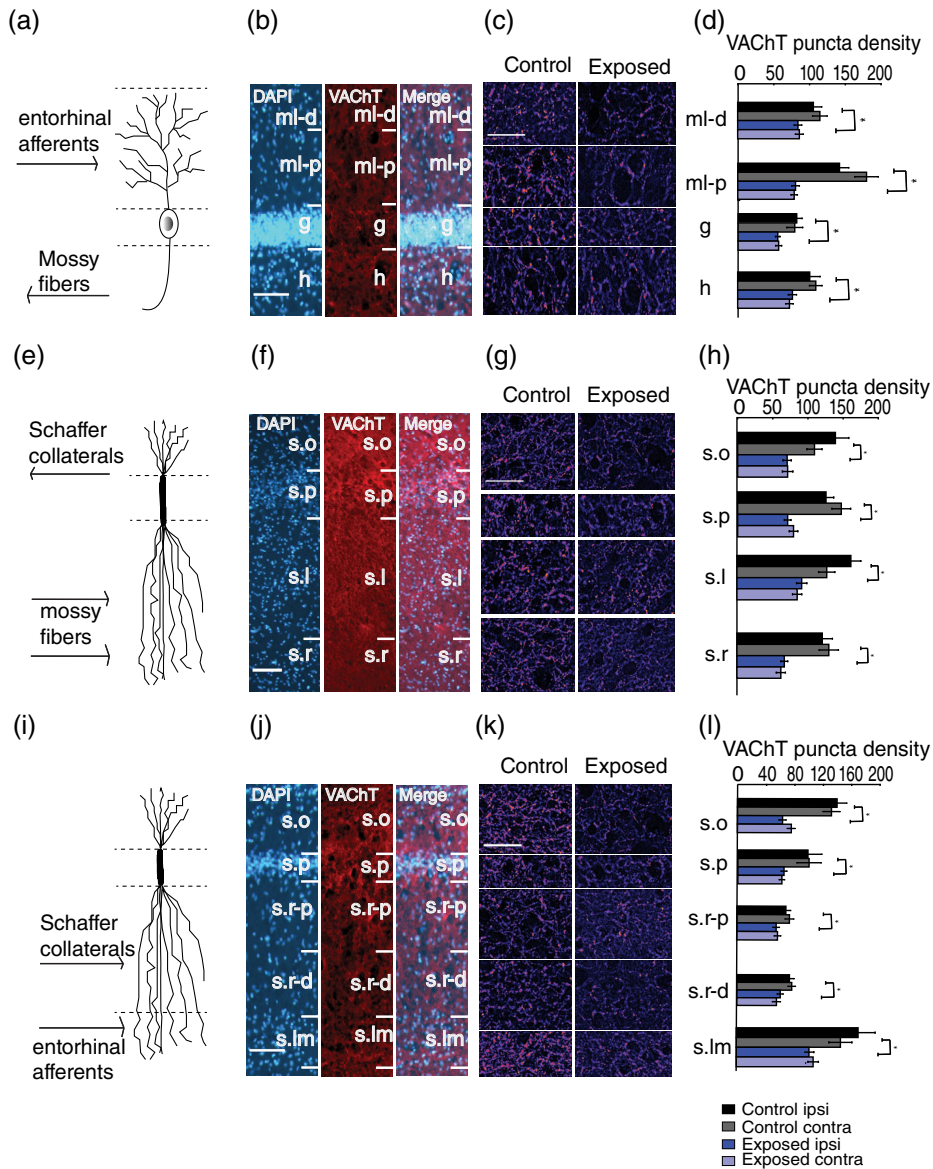 (a)
(b)
(c)
(d)
entorhinal
afferents
Mossy
fibers
DAPI
VAChT
Merge
ml-d
ml-d
ml-d
ml-p
ml-p
ml-p
g
g
g
h
h
h
Control
Exposed
VAChT puncta density
0 50 100 150 200
ml-d
*
ml-p
*
g
*
h
*
(e)
(f)
(g)
(h)
Schaffer
collaterals
mossy
fibers
DAPI
VAChT
Merge
s.o
s.o
s.o
s.p
s.p
s.p
s.l
s.l
s.l
s.r
s.r
s.r
Control
Exposed
VAChT puncta density
0 50 100 150 200
s.o
*
s.p
*
s.l
*
s.r
*
(i)
(j)
(k)
(l)
Schaffer
collaterals
entorhinal
afferents
DAPI
VAChT
Merge
s.o
s.o
s.o
s.p
s.p
s.p
s.r-p
s.r-p
s.r-p
s.r-d
s.r-d
s.r-d
s.lm
s.lm
s.lm
Control
Exposed
VAChT puncta density
0 40 80 120 160 200
s.o
*
s.p
*
s.r-p
*
s.r-d
*
s.lm
*
Control ipsi
Control contra
Exposed ipsi
Exposed contra